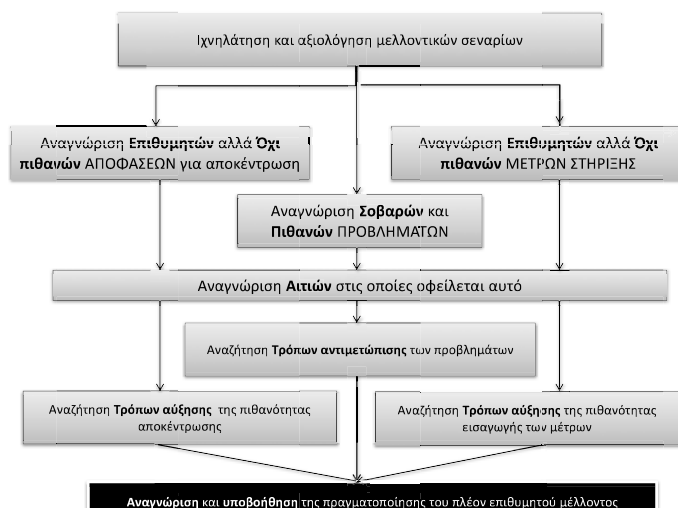 Ιχνηλάτηση και αξιολόγηση μελλοντικών σεναρίων
Αναγνώριση Επιθυμητών αλλά Όχι
πιθανών ΑΠΟΦΑΣΕΩΝ για αποκέντρωση
Αναγνώριση Επιθυμητών αλλά Όχι
πιθανών ΜΕΤΡΩΝ ΣΤΗΡΙΞΗΣ
Αναγνώριση Σοβαρών και
Πιθανών ΠΡΟΒΛΗΜΑΤΩΝ
Αναγνώριση Αιτιών στις οποίες οφείλεται αυτό
Αναζήτηση Τρόπων αντιμετώπισης των προβλημάτων
Αναζήτηση Τρόπων αύξησης της πιθανότητας
αποκέντρωσης
Αναζήτηση Τρόπων αύξησης της πιθανότητας
εισαγωγής των μέτρων
Αναγνώριση και υποβοήθηση της πραγματοποίησης του πλέον επιθυμητού μέλλοντος